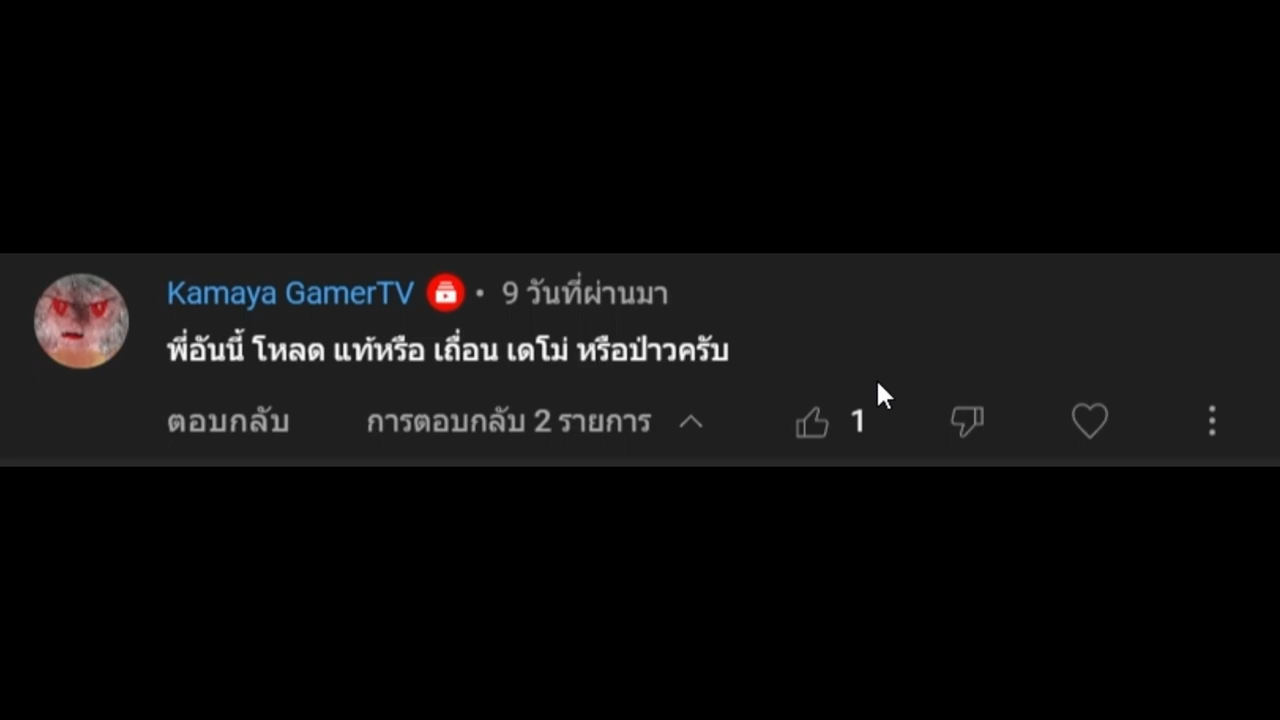 Kamaya GamerTV • 9 วันที่ผ่านมา
พี่อันนี้ โหลด แท้หรือ เถื่อน เดโม่ หรือป่าวครับ
ตอบกลับ การตอบกลับ 2 รายการ 1